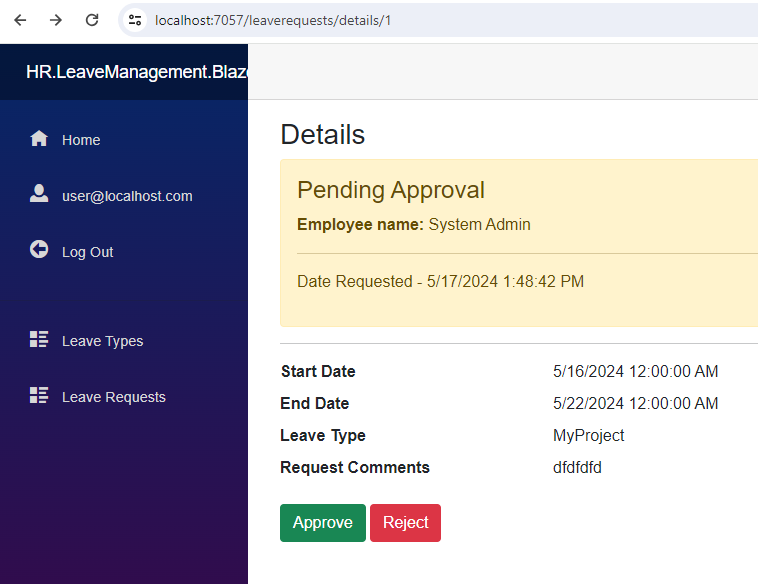 localhost:7057/leaverequests/details/1
HR.LeaveManagement.Blaz
Home
user@localhost.com
Log Out
Leave Types
Leave Requests
Details
Pending Approval
Employee name: System Admin
Date Requested - 5/17/2024 1:48:42 PM
Start Date 5/16/2024 12:00:00 AM
End Date 5/22/2024 12:00:00 AM
Leave Type MyProject
Request Comments dfdfdfd
Approve Reject